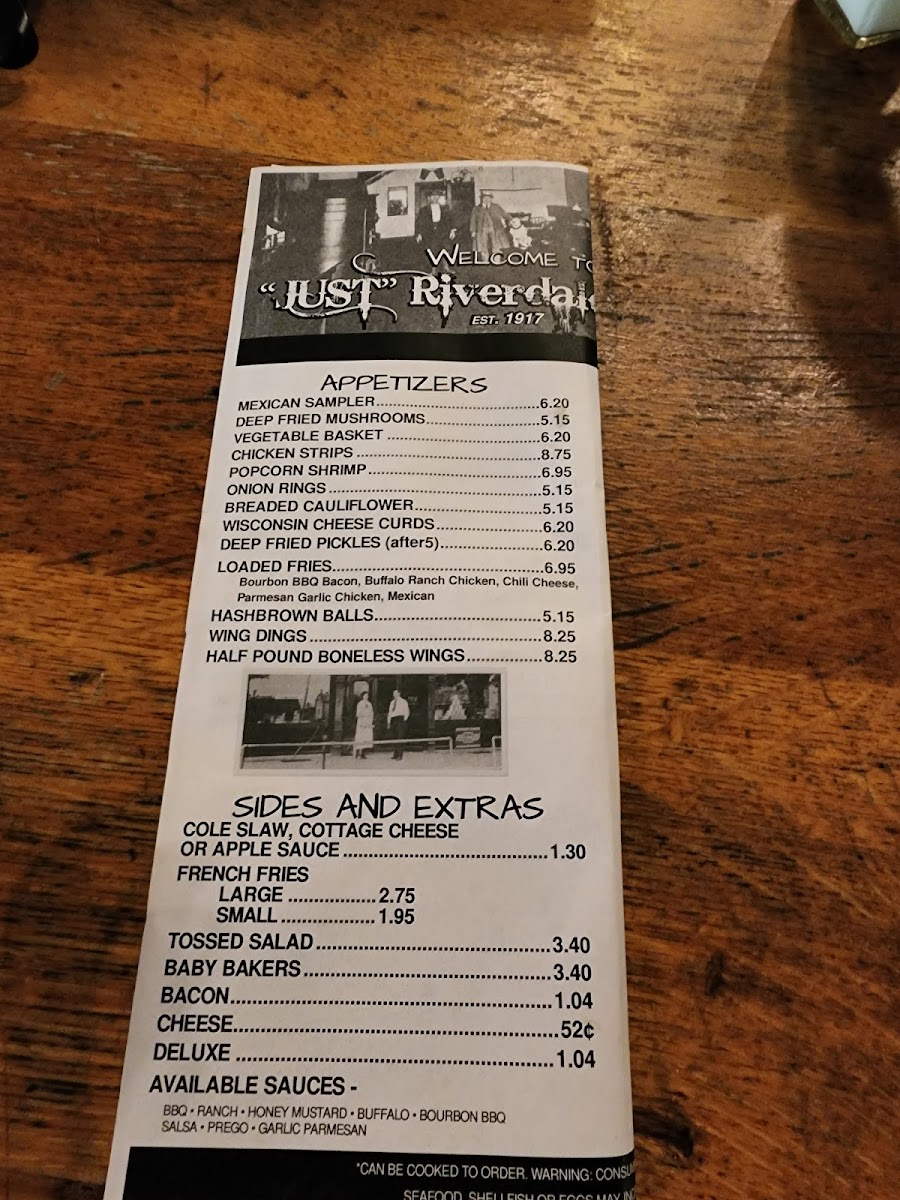 WELCOME TO
"JUST" Riverdale
EST. 1917
APPETIZERS
MEXICAN SAMPLER....................................6.20
DEEP FRIED MUSHROOMS.........................5.15
VEGETABLE BASKET ..................................6.20
CHICKEN STRIPS ........................................8.75
POPCORN SHRIMP.....................................6.95
ONION RINGS..............................................5.15
BREADED CAULIFLOWER...........................5.15
WISCONSIN CHEESE CURDS......................6.20
DEEP FRIED PICKLES (after5)......................6.20
LOADED FRIES............................................6.95
Bourbon BBQ Bacon, Buffalo Ranch Chicken, Chili Cheese,
Parmesan Garlic Chicken, Mexican
HASHBROWN BALLS...................................5.15
WING DINGS ................................................8.25
HALF POUND BONELESS WINGS................8.25
SIDES AND EXTRAS
COLE SLAW, COTTAGE CHEESE
OR APPLE SAUCE.....................................1.30
FRENCH FRIES
LARGE ..................2.75
SMALL...................1.95
TOSSED SALAD.........................................3.40
BABY BAKERS...........................................3.40
BACON.......................................................1.04
CHEESE.......................................................52¢
DELUXE .....................................................1.04
AVAILABLE SAUCES -
BBQ • RANCH • HONEY MUSTARD • BUFFALO • BOURBON BBQ
SALSA • PREGO • GARLIC PARMESAN
*CAN BE COOKED TO ORDER. WARNING:
SEAFOOD, SHELLFISH OR EGGS MAY